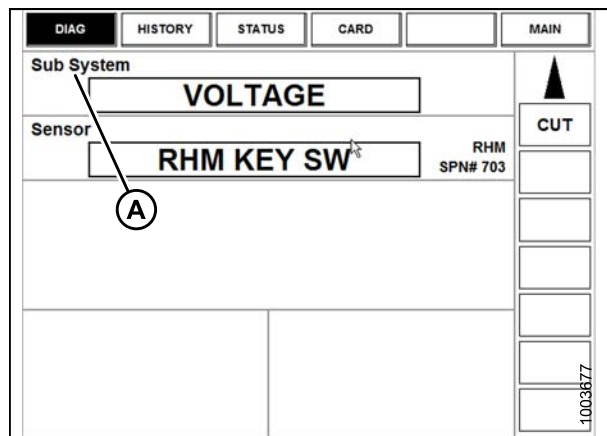 DIAG HISTORY STATUS CARD MAIN
Sub System
VOLTAGE
CUT
Sensor
RHM
RHM KEY SW
SPN# 703
A
1003677